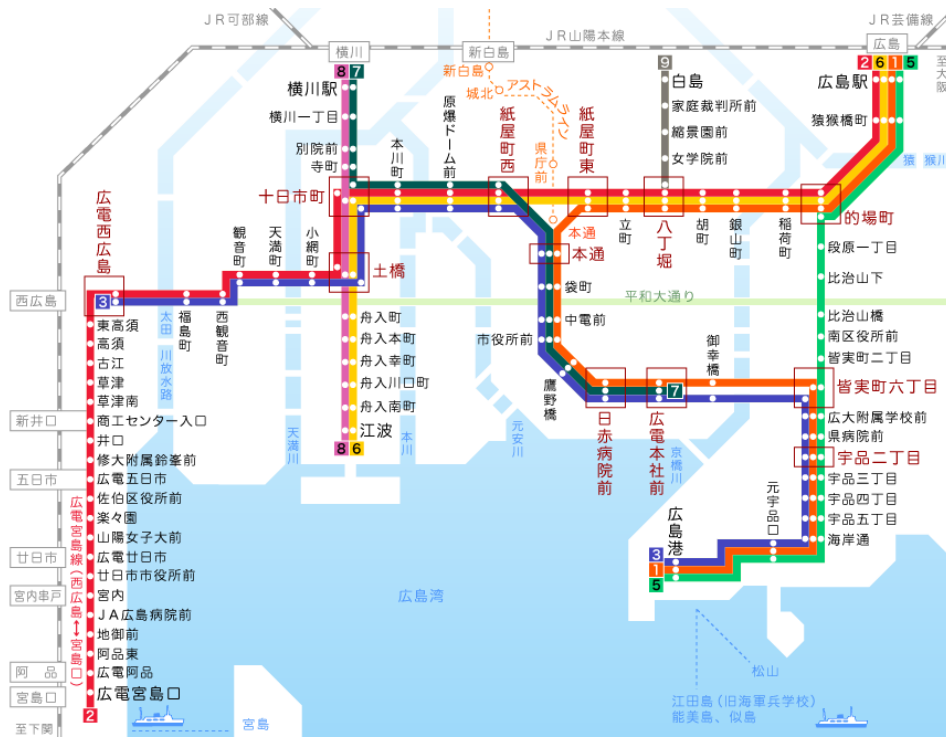 JR可部線
JR山陽本線
JR芸備線
横川
新白島
広島
至大阪
8
7
新白島
城北
アストラムライン
県庁前
本通
9
2
6
1
5
横川駅
横川一丁目
別院前
寺町
十日市町
本川町
原爆ドーム前
紙屋町西
紙屋町東
立町
白島
家庭裁判所前
縮景園前
女学院前
八丁堀
胡町
銀山町
稲荷町
広島駅
猿猴橋町
猿猴川
的場町
段原一丁目
比治山下
比治山橋
南区役所前
皆実町二丁目
皆実町六丁目
広大附属学校前
県病院前
宇品二丁目
宇品三丁目
宇品四丁目
宇品五丁目
海岸通
元宇品口
広島港
3
1
5
広電西広島
西広島
3
福島町
西観音町
観音町
天満町
小網町
土橋
太田川放水路
平和大通り
舟入町
舟入本町
舟入幸町
舟入川口町
舟入南町
江波
8
6
天満川
本川
元安川
京橋川
本通
袋町
中電前
市役所前
鷹野橋
日赤病院前
広電本社前
7
御幸橋
東高須
高須
古江
草津
草津南
商工センター入口
新井口
井口
修大附属鈴峯前
五日市
広電五日市
佐伯区役所前
楽々園
山陽女子大前
廿日市
広電廿日市
廿日市市役所前
宮内串戸
宮内
JA広島病院前
地御前
阿品東
阿品
広電阿品
宮島口
広電宮島口
2
至下関
広電宮島線(西広島↔宮島口)
広島湾
宮島
松山
江田島(旧海軍兵学校)
能美島、似島